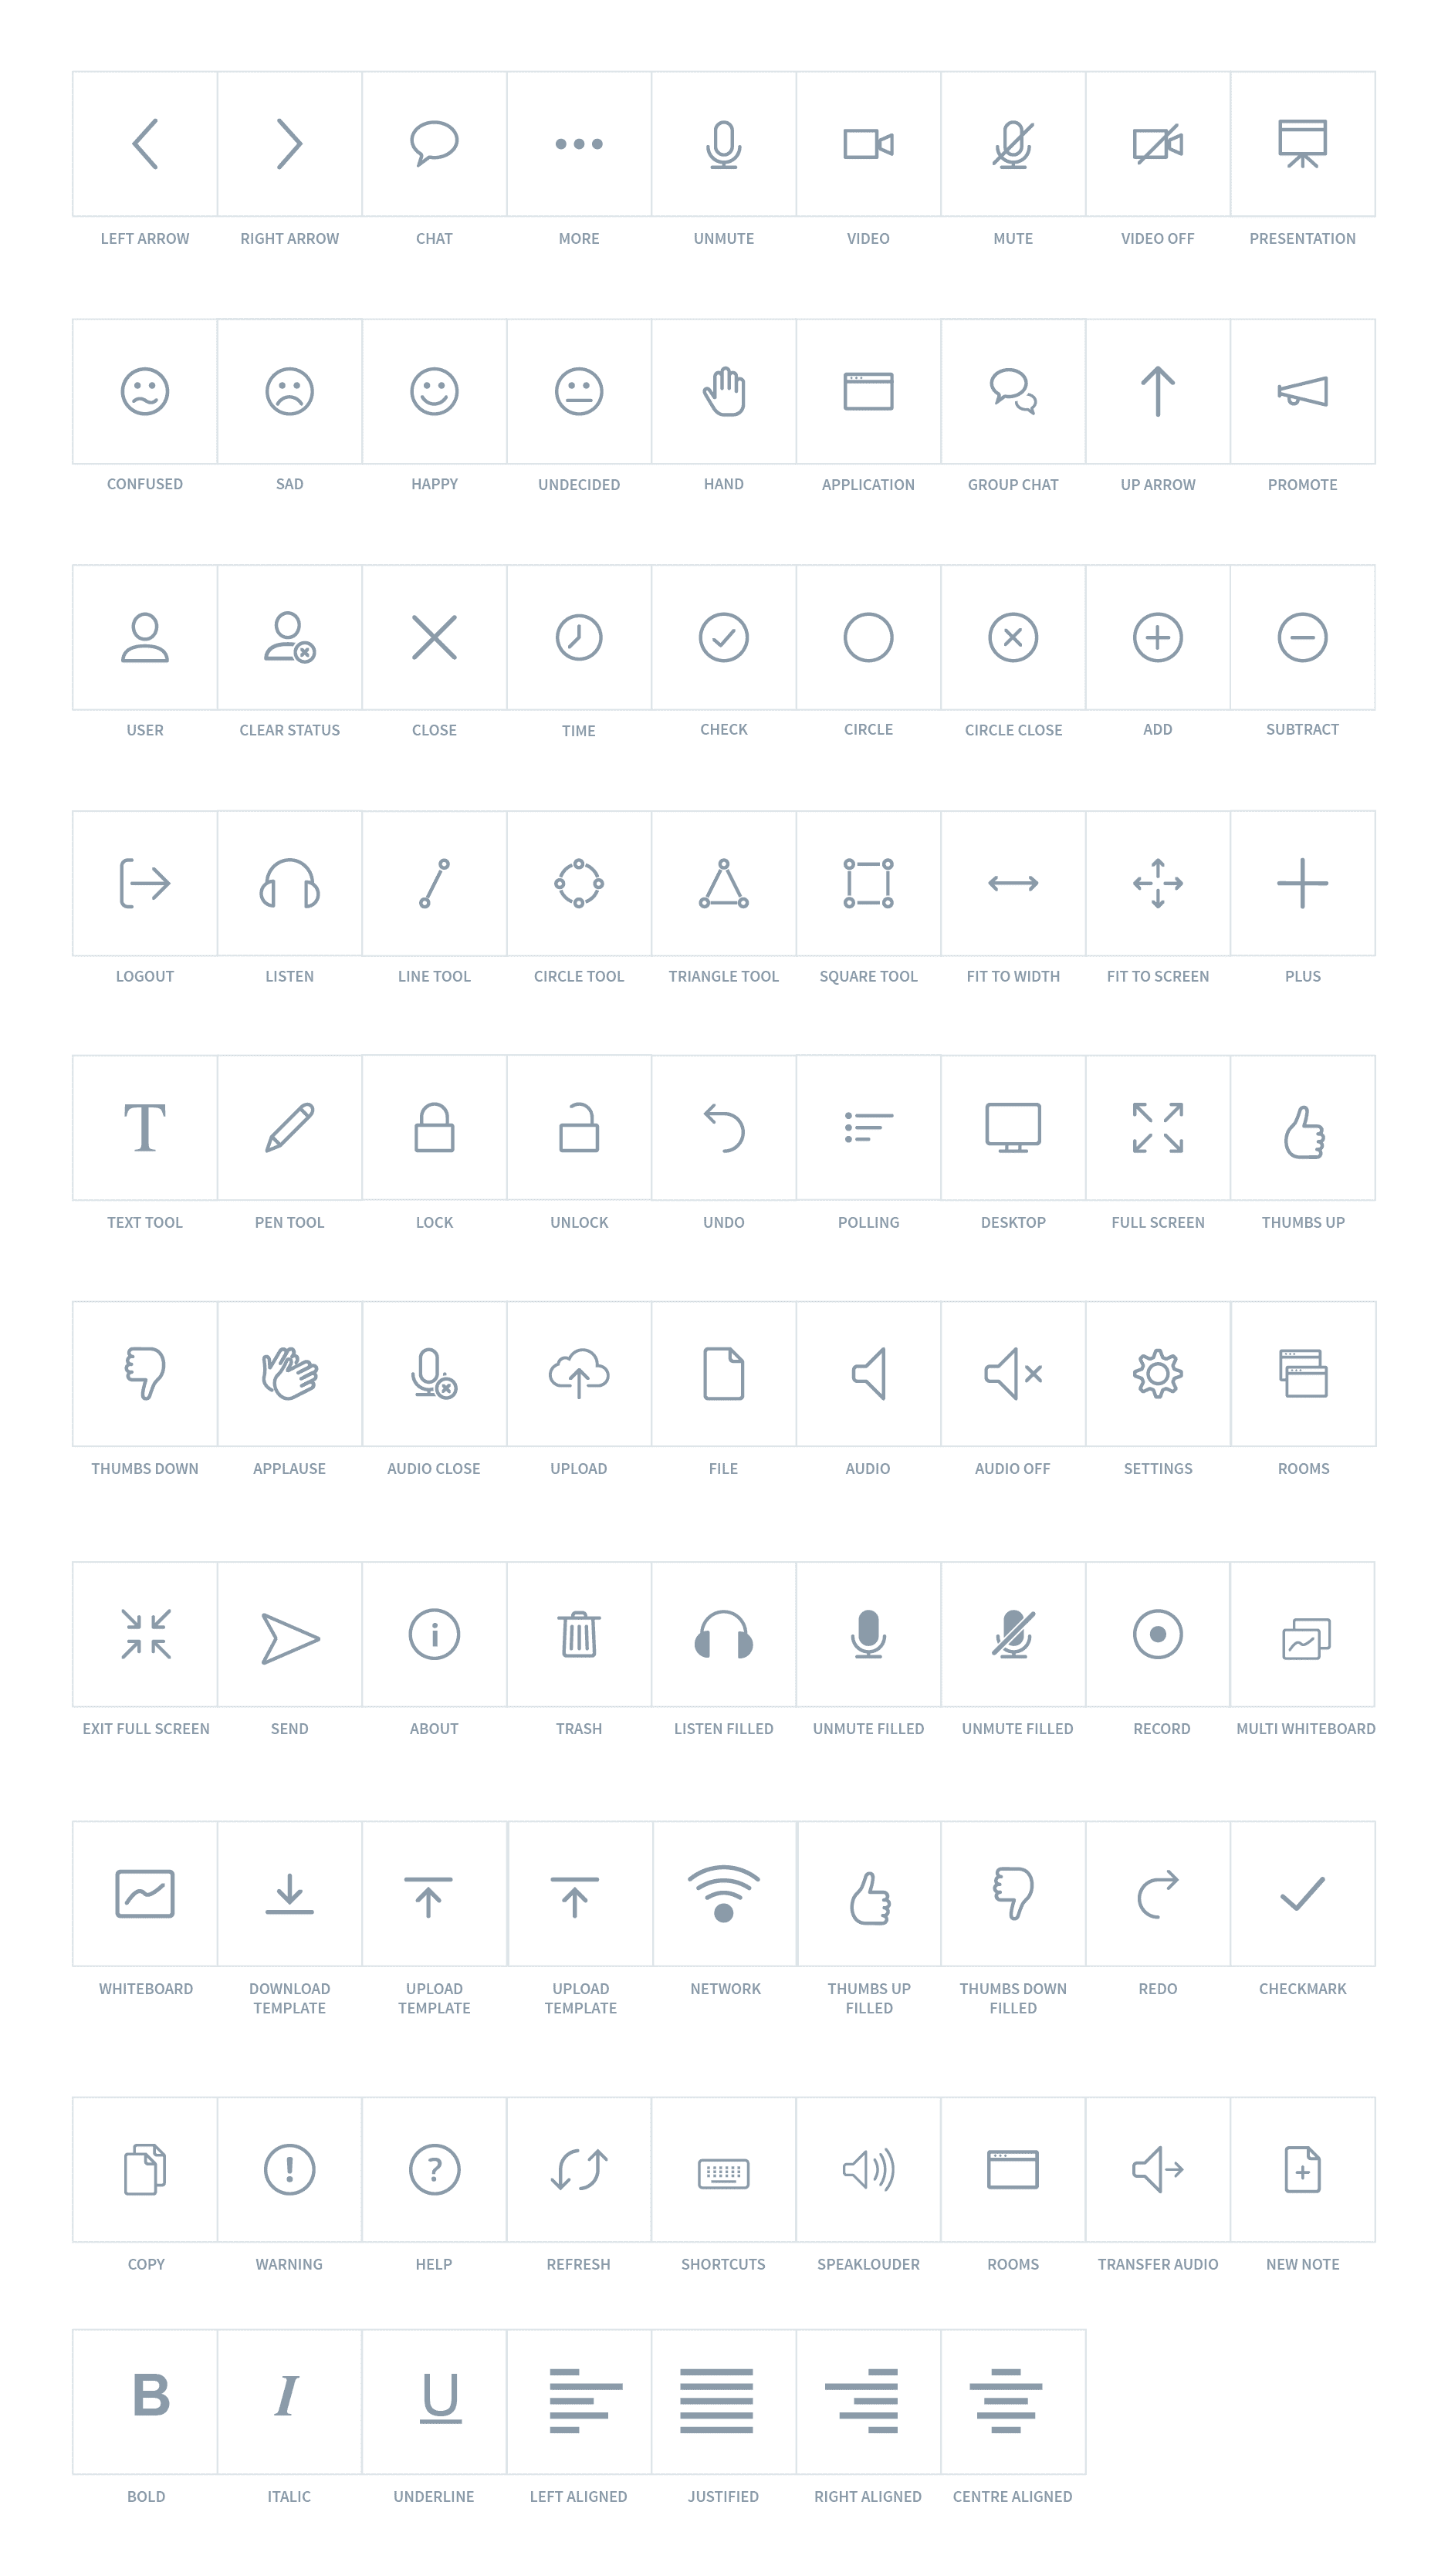 LEFT ARROW RIGHT ARROW CHAT MORE UNMUTE VIDEO MUTE VIDEO OFF PRESENTATION
CONFUSED SAD HAPPY UNDECIDED HAND APPLICATION GROUP CHAT UP ARROW PROMOTE
USER CLEAR STATUS CLOSE TIME CHECK CIRCLE CIRCLE CLOSE ADD SUBTRACT
LOGOUT LISTEN LINE TOOL CIRCLE TOOL TRIANGLE TOOL SQUARE TOOL FIT TO WIDTH FIT TO SCREEN PLUS
T
TEXT TOOL PEN TOOL LOCK UNLOCK UNDO POLLING DESKTOP FULL SCREEN THUMBS UP
THUMBS DOWN APPLAUSE AUDIO CLOSE UPLOAD FILE AUDIO AUDIO OFF SETTINGS ROOMS
i
EXIT FULL SCREEN SEND ABOUT TRASH LISTEN FILLED UNMUTE FILLED UNMUTE FILLED RECORD MULTI WHITEBOARD
WHITEBOARD DOWNLOAD UPLOAD UPLOAD NETWORK THUMBS UP THUMBS DOWN REDO CHECKMARK
TEMPLATE TEMPLATE TEMPLATE FILLED FILLED
! ?
COPY WARNING HELP REFRESH SHORTCUTS SPEAKLOUDER ROOMS TRANSFER AUDIO NEW NOTE
B I U
BOLD ITALIC UNDERLINE LEFT ALIGNED JUSTIFIED RIGHT ALIGNED CENTRE ALIGNED